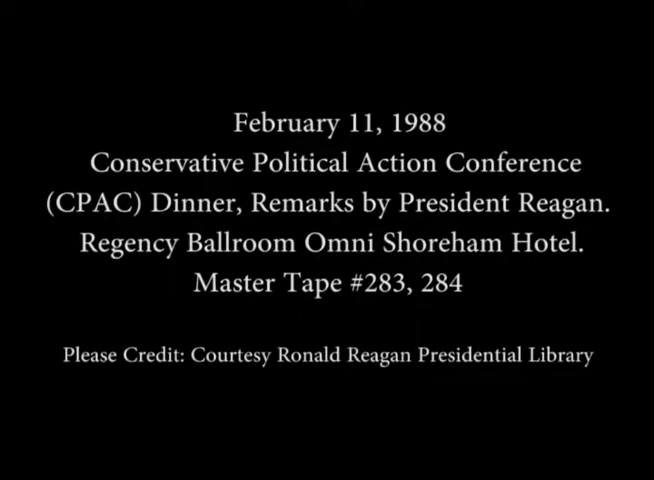 February 11, 1988
Conservative Political Action Conference
(CPAC) Dinner, Remarks by President Reagan.
Regency Ballroom Omni Shoreham Hotel.
Master Tape #283, 284
Please Credit: Courtesy Ronald Reagan Presidential Library